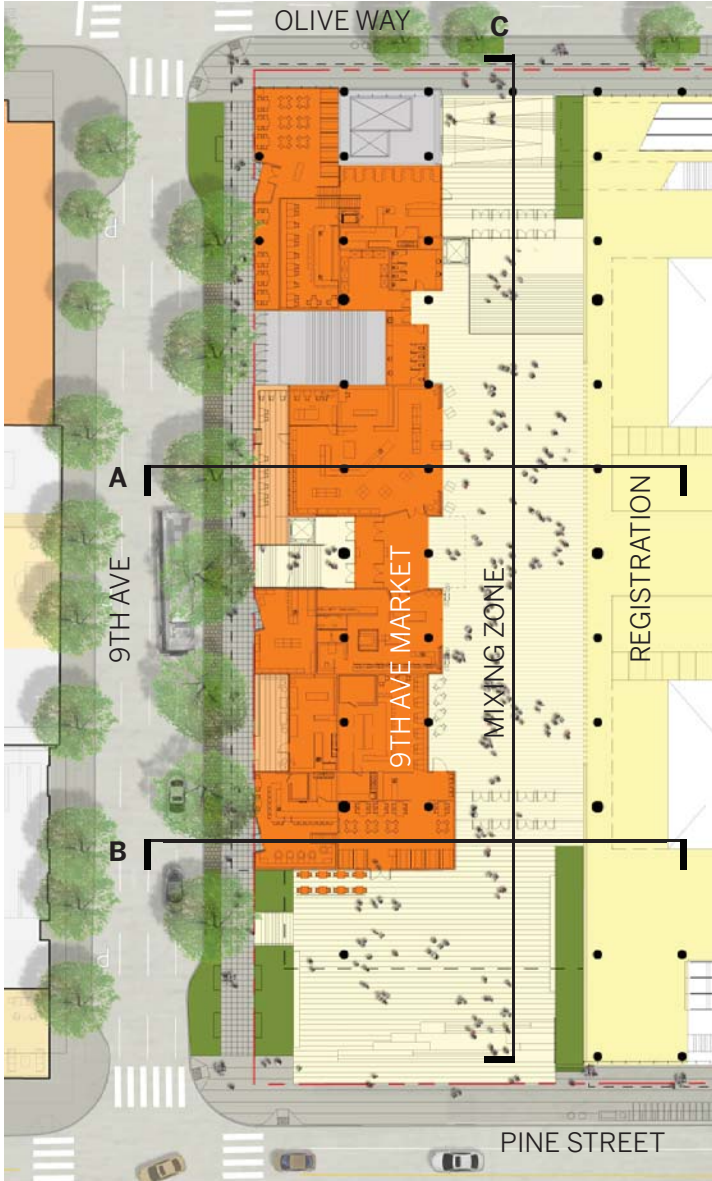 OLIVE WAY
C
A
9TH AVE
9TH AVE MARKET
MIXING ZONE
REGISTRATION
B
PINE STREET